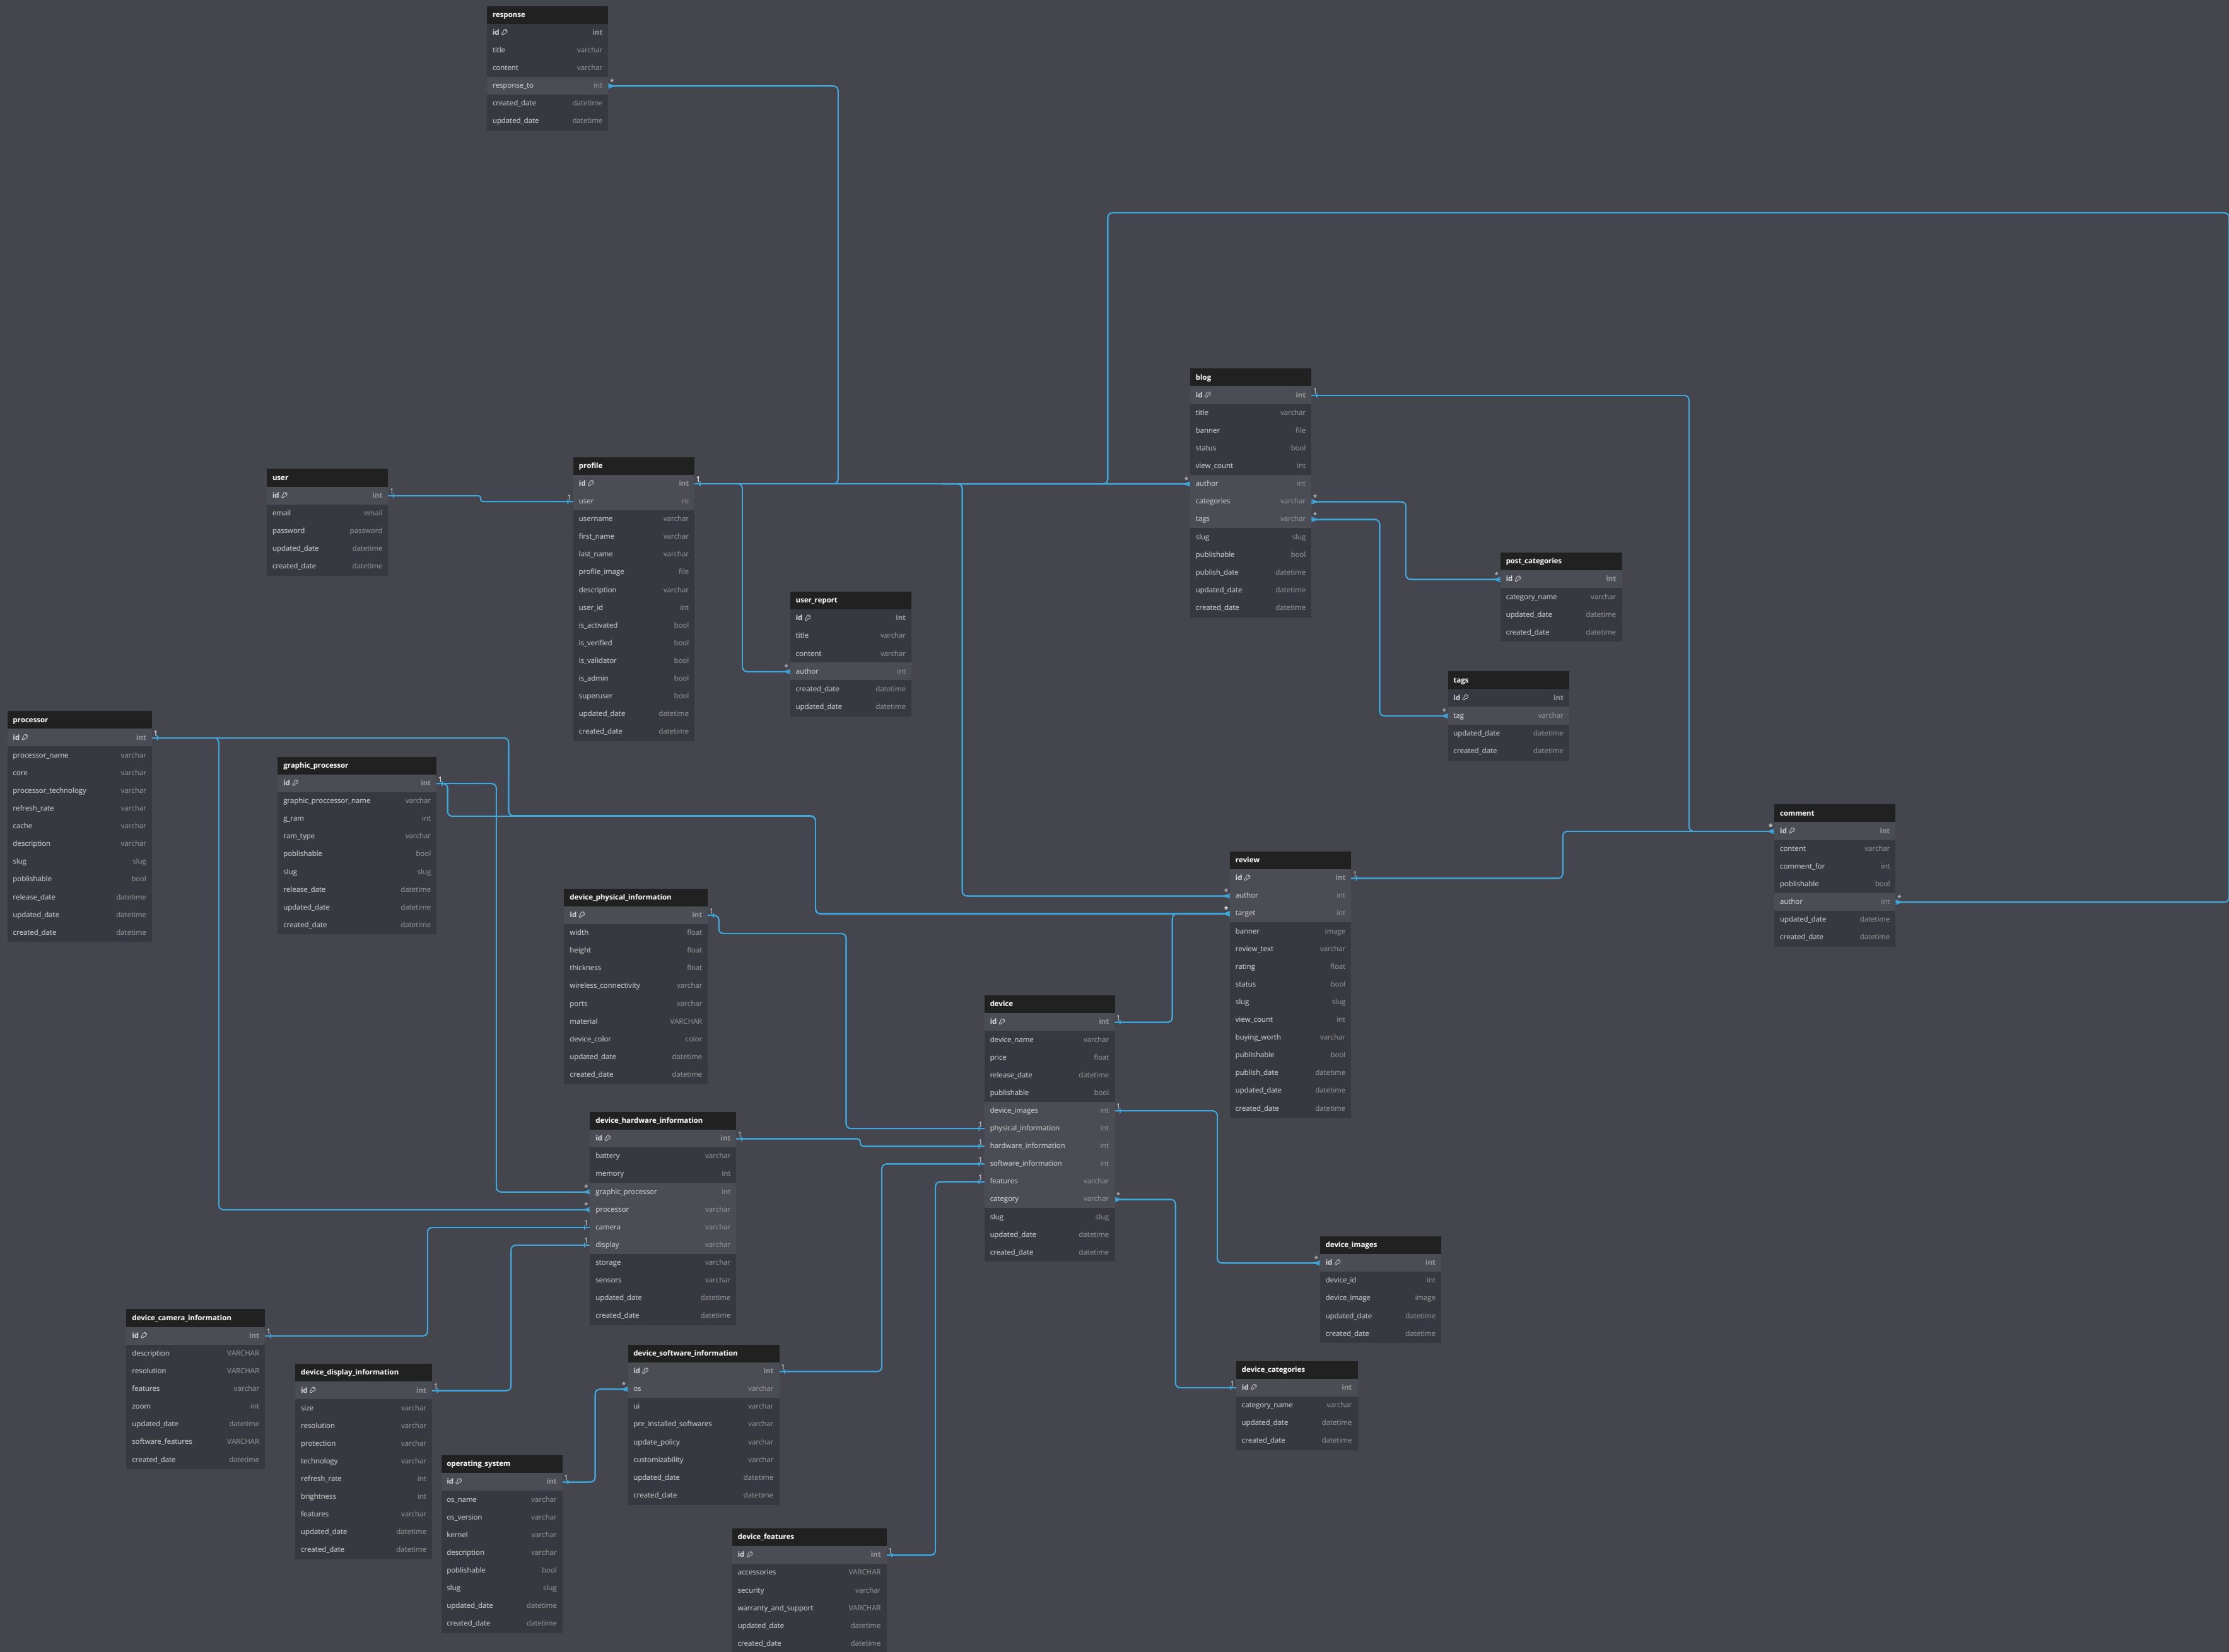 response
id int
title varchar
content varchar
response_to int
created_date datetime
updated_date datetime
blog
id int
title varchar
banner file
status bool
view_count int
author int
categories varchar
tags varchar
slug slug
publishable bool
publish_date datetime
updated_date datetime
created_date datetime
user
id int
email email
password password
updated_date datetime
created_date datetime
profile
id int
user re
username varchar
first_name varchar
last_name varchar
profile_image file
description varchar
user_id int
is_activated bool
is_verified bool
is_validator bool
is_admin bool
superuser bool
updated_date datetime
created_date datetime
user_report
id int
title varchar
content varchar
author int
created_date datetime
updated_date datetime
post_categories
id int
category_name varchar
updated_date datetime
created_date datetime
tags
id int
tag varchar
updated_date datetime
created_date datetime
processor
id int
processor_name varchar
core varchar
processor_technology varchar
refresh_rate varchar
cache varchar
description varchar
slug slug
poblishable bool
release_date datetime
updated_date datetime
created_date datetime
graphic_processor
id int
graphic_proccessor_name varchar
g_ram int
ram_type varchar
poblishable bool
slug slug
release_date datetime
updated_date datetime
created_date datetime
comment
id int
content varchar
comment_for int
poblishable bool
author int
updated_date datetime
created_date datetime
review
id int
author int
target int
banner image
review_text varchar
rating float
status bool
slug slug
view_count int
buying_worth varchar
publishable bool
publish_date datetime
updated_date datetime
created_date datetime
device_physical_information
id int
width float
height float
thickness float
wireless_connectivity varchar
ports varchar
material VARCHAR
device_color color
updated_date datetime
created_date datetime
device
id int
device_name varchar
price float
release_date datetime
publishable bool
device_images int
physical_information int
hardware_information int
software_information int
features varchar
category varchar
slug slug
updated_date datetime
created_date datetime
device_hardware_information
id int
battery varchar
memory int
graphic_processor int
processor varchar
camera varchar
display varchar
storage varchar
sensors varchar
updated_date datetime
created_date datetime
device_images
id int
device_id int
device_image image
updated_date datetime
created_date datetime
device_camera_information
id int
description VARCHAR
resolution VARCHAR
features varchar
zoom int
updated_date datetime
software_features VARCHAR
created_date datetime
device_display_information
id int
size varchar
resolution varchar
protection varchar
technology varchar
refresh_rate int
brightness int
features varchar
updated_date datetime
created_date datetime
device_software_information
id int
os varchar
ui varchar
pre_installed_softwares varchar
update_policy varchar
customizability varchar
updated_date datetime
created_date datetime
device_categories
id int
category_name varchar
updated_date datetime
created_date datetime
operating_system
id int
os_name varchar
os_version varchar
kernel varchar
description varchar
poblishable bool
slug slug
updated_date datetime
created_date datetime
device_features
id int
accessories VARCHAR
security varchar
warranty_and_support VARCHAR
updated_date datetime
created_date datetime